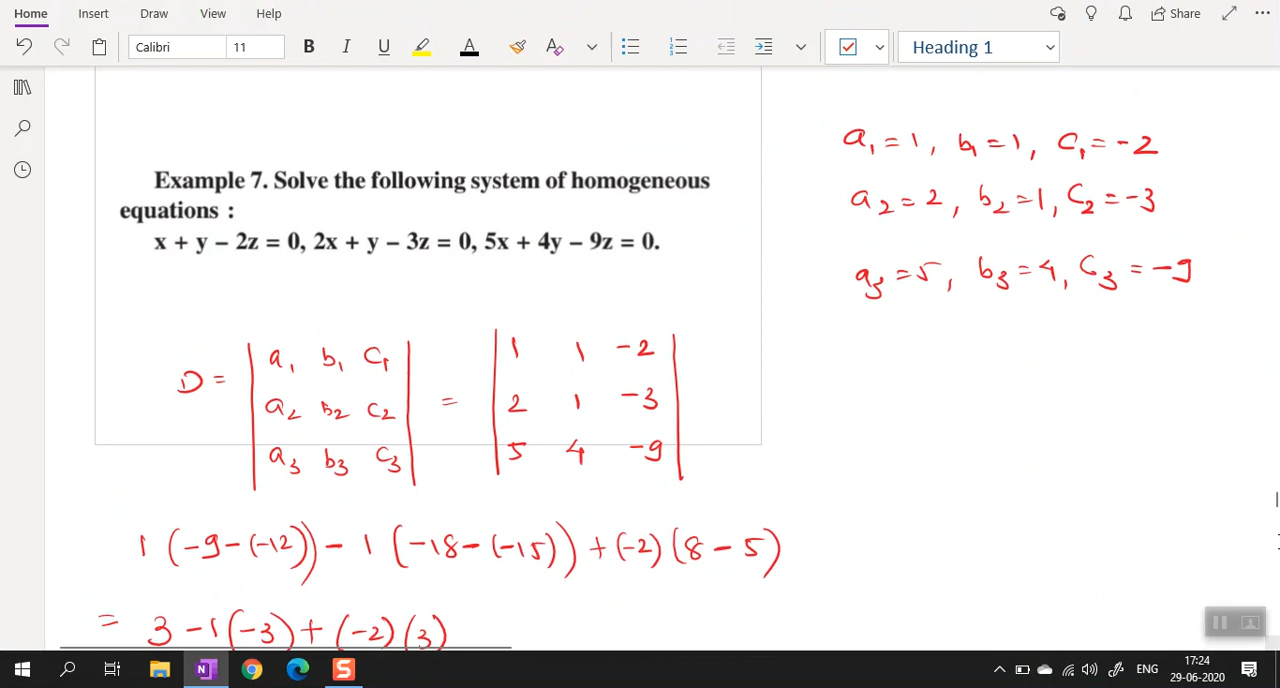 Home Insert Draw View Help Share
Calibri 11 B I U A Heading 1
Example 7. Solve the following system of homogeneous
equations :
x + y − 2z = 0, 2x + y − 3z = 0, 5x + 4y − 9z = 0.
a₁ = 1, b₁ = 1, c₁ = -2
a₂ = 2, b₂ = 1, c₂ = -3
a₃ = 5, b₃ = 4, c₃ = -9
D = | a₁ b₁ c₁ | = | 1 1 -2 |
| a₂ b₂ c₂ | | 2 1 -3 |
| a₃ b₃ c₃ | | 5 4 -9 |
1 (-9-(-12)) - 1 (-18-(-15)) + (-2) (8 - 5)
= 3 - 1(-3) + (-2)(3)
ENG 17:24
29-06-2020